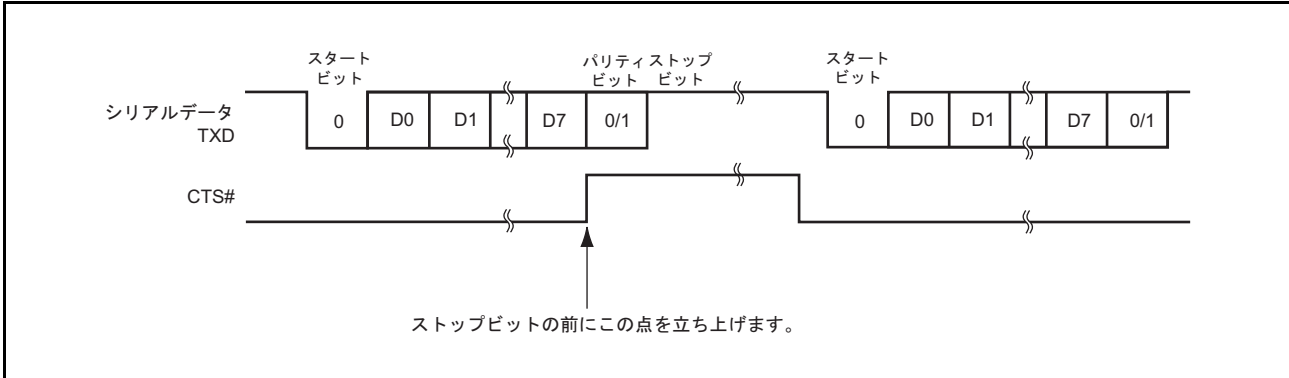 スタート
ビット
パリティ ストップ
ビット ビット
スタート
ビット
シリアルデータ
TXD
0 D0 D1 D7 0/1 0 D0 D1 D7 0/1
CTS#
ストップビットの前にこの点を立ち上げます。